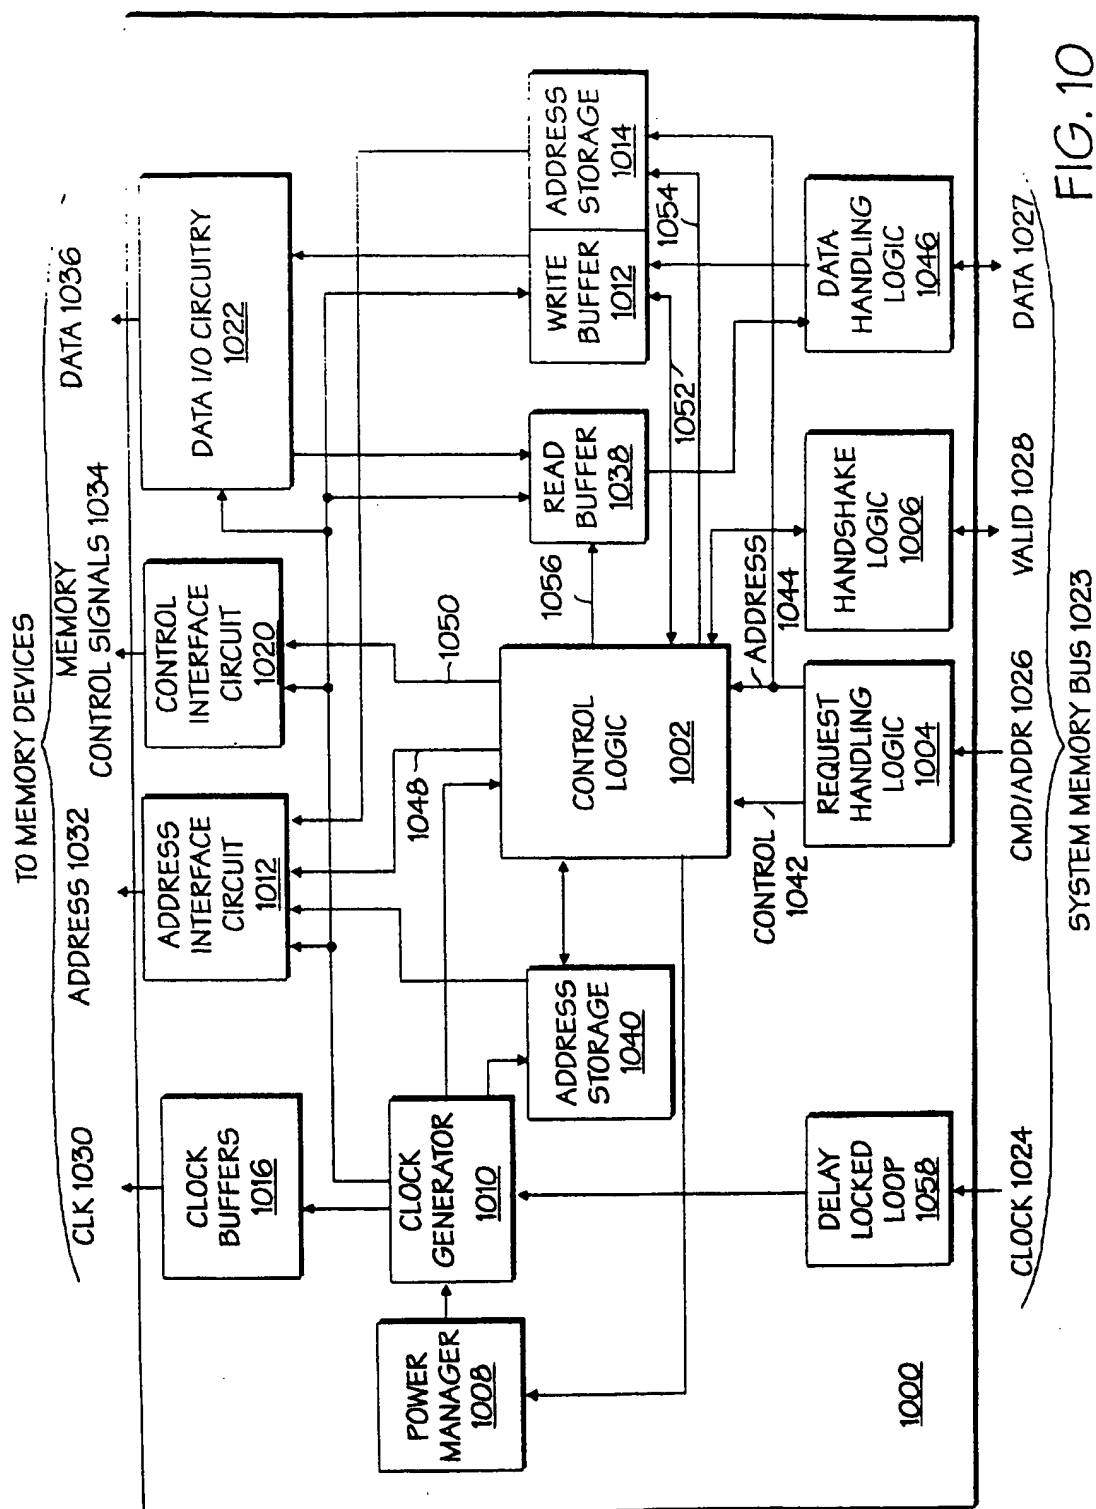 TO MEMORY DEVICES
CLK 1030
ADDRESS 1032
MEMORY
CONTROL SIGNALS 1034
DATA 1036
CLOCK
BUFFERS
1016
ADDRESS
INTERFACE
CIRCUIT
1012
CONTROL
INTERFACE
CIRCUIT
1020
DATA I/O CIRCUITRY
1022
POWER
MANAGER
1008
CLOCK
GENERATOR
1010
1048
1050
ADDRESS
STORAGE
1040
CONTROL
LOGIC
1002
1056
READ
BUFFER
1038
WRITE
BUFFER
1012
ADDRESS
STORAGE
1014
1052
1054
CONTROL
1042
ADDRESS
1044
DELAY
LOCKED
LOOP
1058
REQUEST
HANDLING
LOGIC
1004
HANDSHAKE
LOGIC
1006
DATA
HANDLING
LOGIC
1046
1000
CLOCK 1024
CMD/ADDR 1026
VALID 1028
DATA 1027
SYSTEM MEMORY BUS 1023
FIG. 10